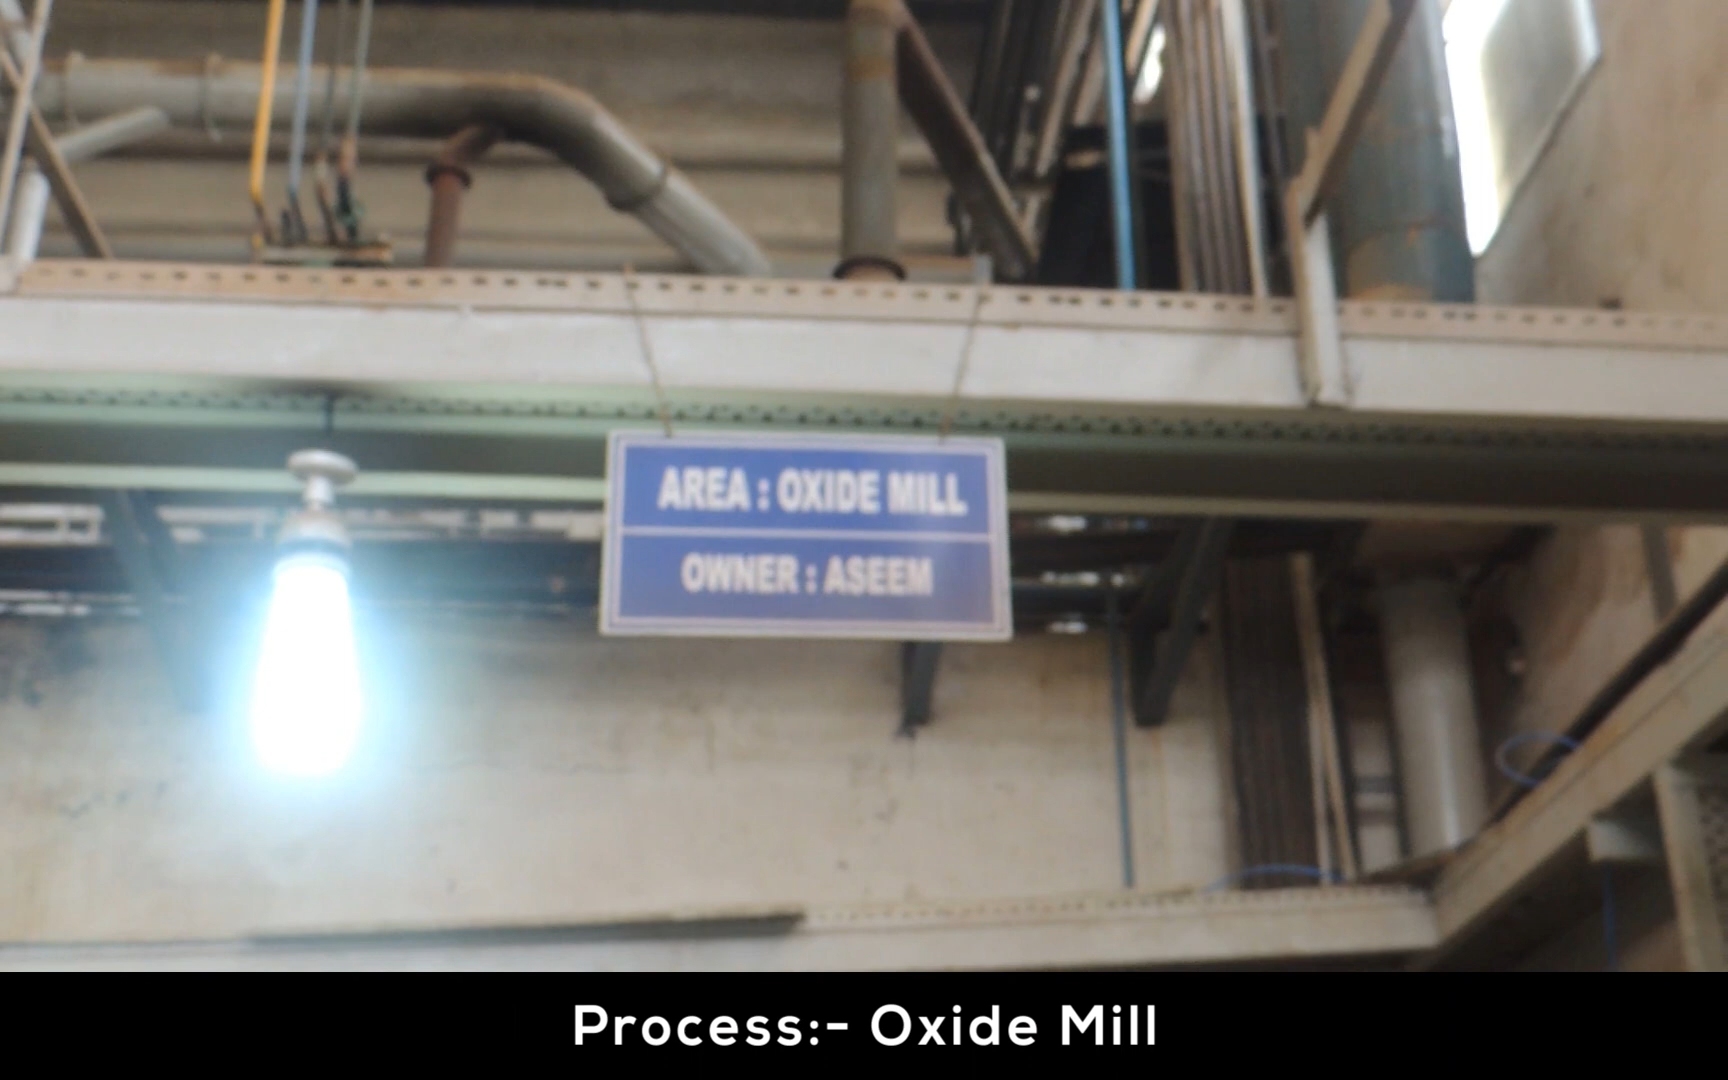 AREA : OXIDE MILL
OWNER : ASEEM
Process:- Oxide Mill